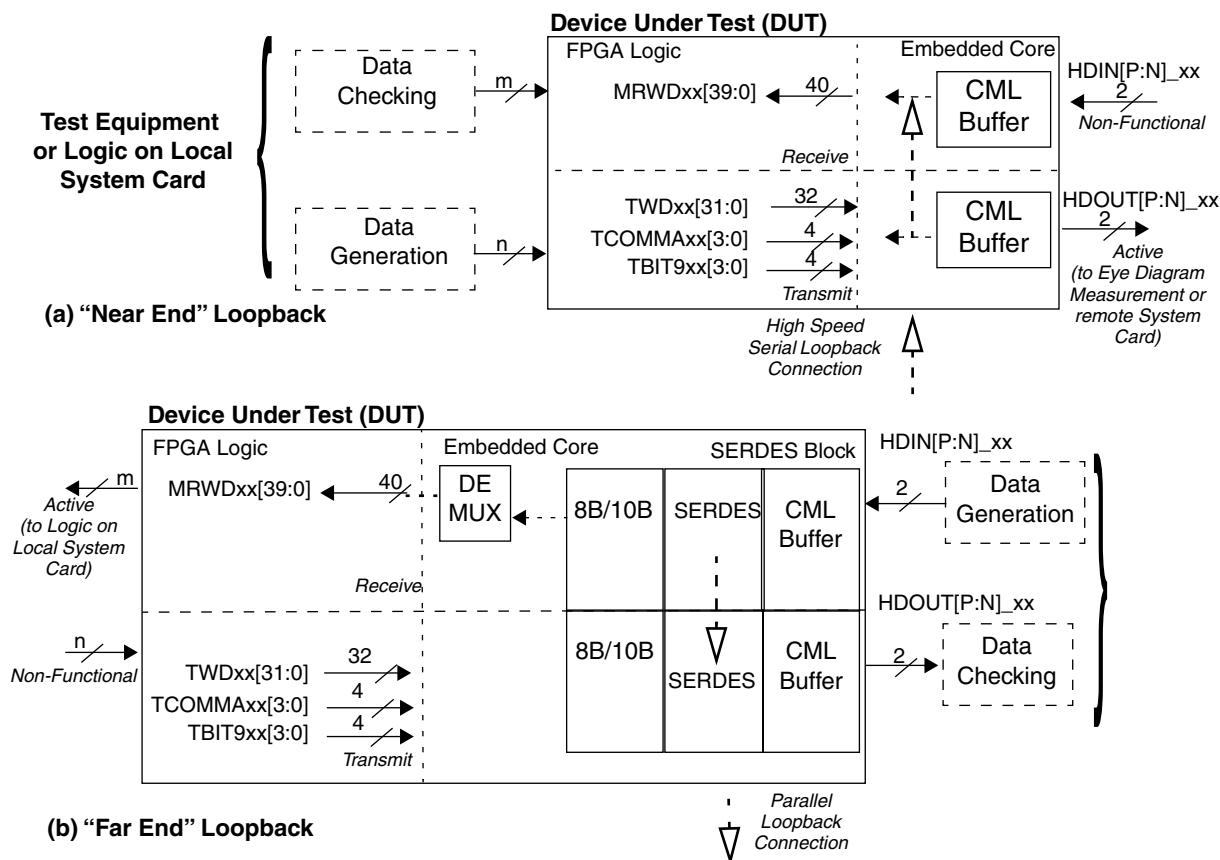 Device Under Test (DUT)
FPGA Logic
Embedded Core
Data
Checking
m
MRWDxx[39:0]
40
CML
Buffer
HDIN[P:N]_xx
2
Non-Functional
Test Equipment
or Logic on Local
System Card
Receive
Data
Generation
n
TWDxx[31:0]
32
TCOMMAxx[3:0]
4
TBIT9xx[3:0]
4
Transmit
CML
Buffer
HDOUT[P:N]_xx
2
Active
(to Eye Diagram
Measurement or
remote System
Card)
(a) “Near End” Loopback
High Speed
Serial Loopback
Connection
Device Under Test (DUT)
FPGA Logic
Embedded Core
SERDES Block
m
Active
(to Logic on
Local System
Card)
MRWDxx[39:0]
40
DE
MUX
8B/10B
SERDES
CML
Buffer
HDIN[P:N]_xx
2
Data
Generation
Receive
n
Non-Functional
TWDxx[31:0]
32
TCOMMAxx[3:0]
4
TBIT9xx[3:0]
4
Transmit
8B/10B
SERDES
CML
Buffer
HDOUT[P:N]_xx
2
Data
Checking
(b) “Far End” Loopback
Parallel
Loopback
Connection